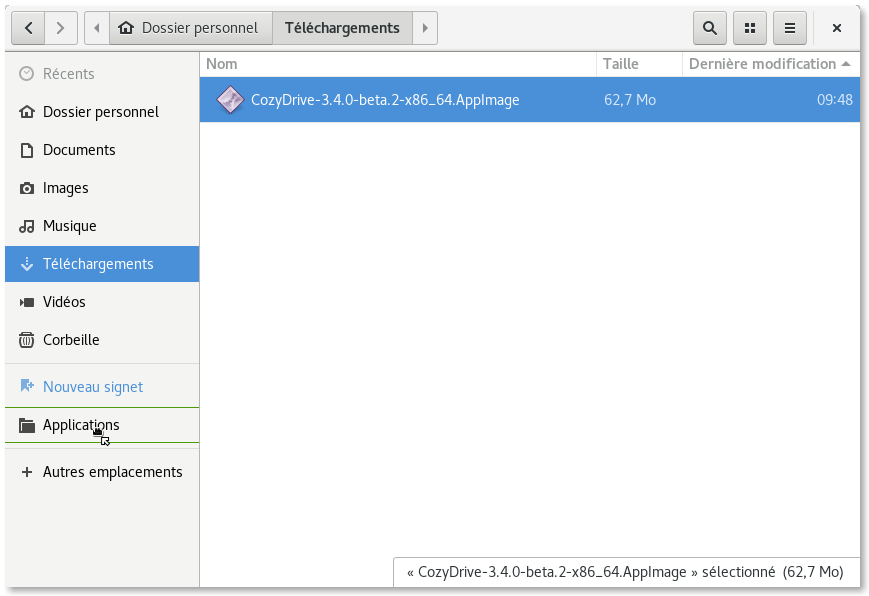 Dossier personnel Téléchargements
Nom Taille Dernière modification
Récents
CozyDrive-3.4.0-beta.2-x86_64.AppImage 62,7 Mo 09:48
Dossier personnel
Documents
Images
Musique
Téléchargements
Vidéos
Corbeille
Nouveau signet
Applications
Autres emplacements
« CozyDrive-3.4.0-beta.2-x86_64.AppImage » sélectionné (62,7 Mo)